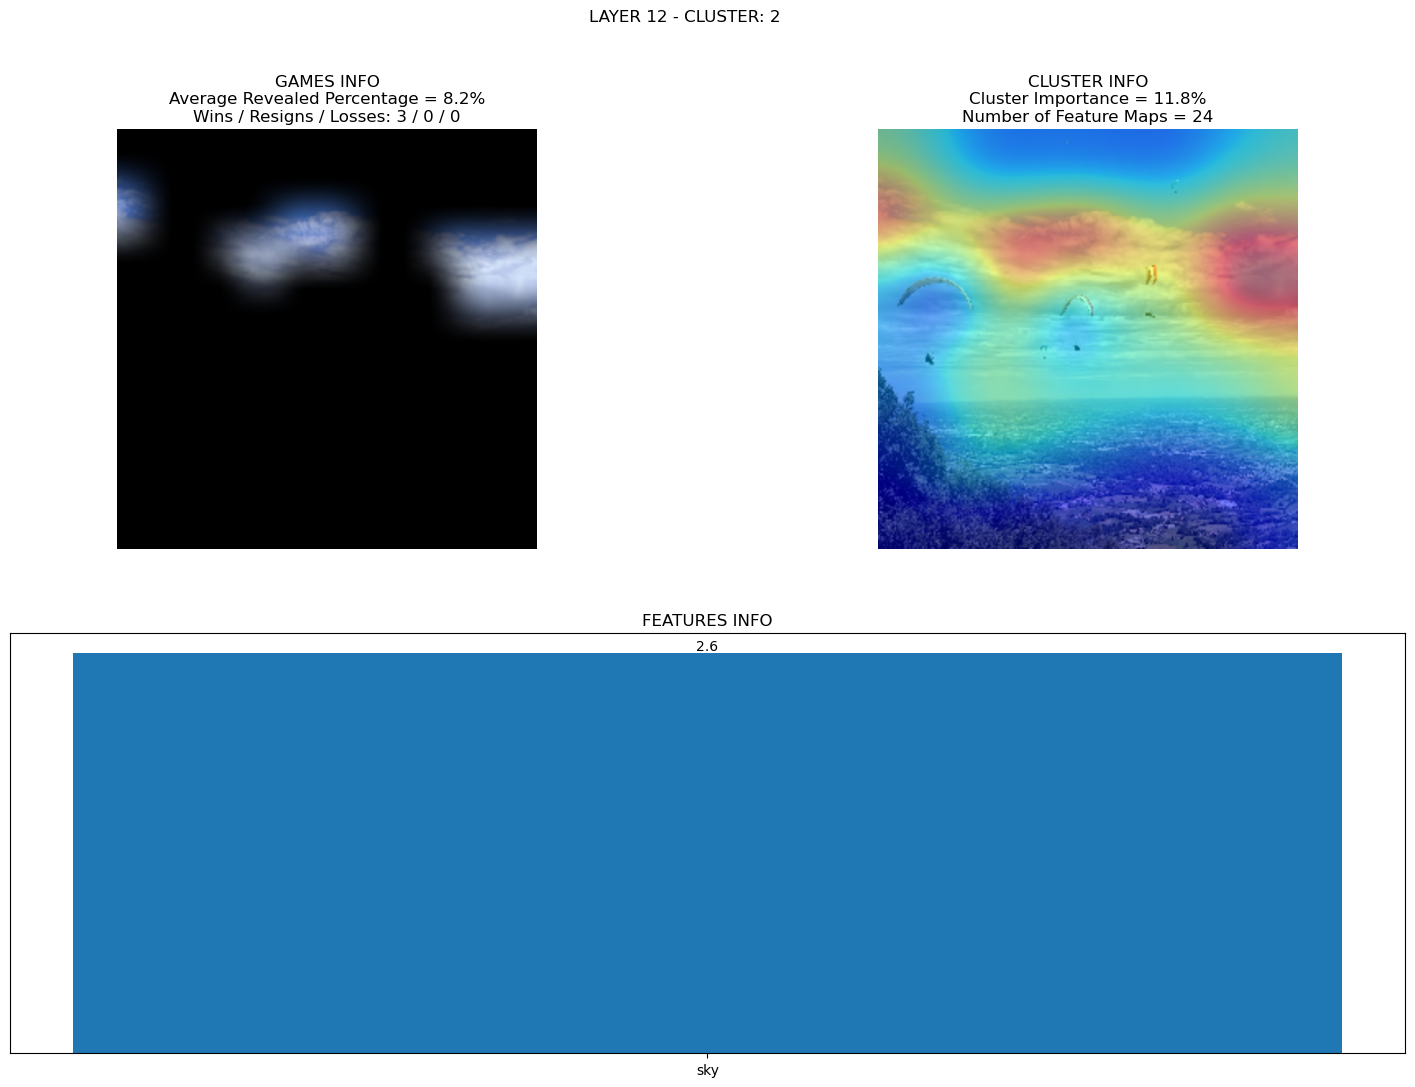 LAYER 12 - CLUSTER: 2
GAMES INFO
Average Revealed Percentage = 8.2%
Wins / Resigns / Losses: 3 / 0 / 0
CLUSTER INFO
Cluster Importance = 11.8%
Number of Feature Maps = 24
FEATURES INFO
2.6
sky